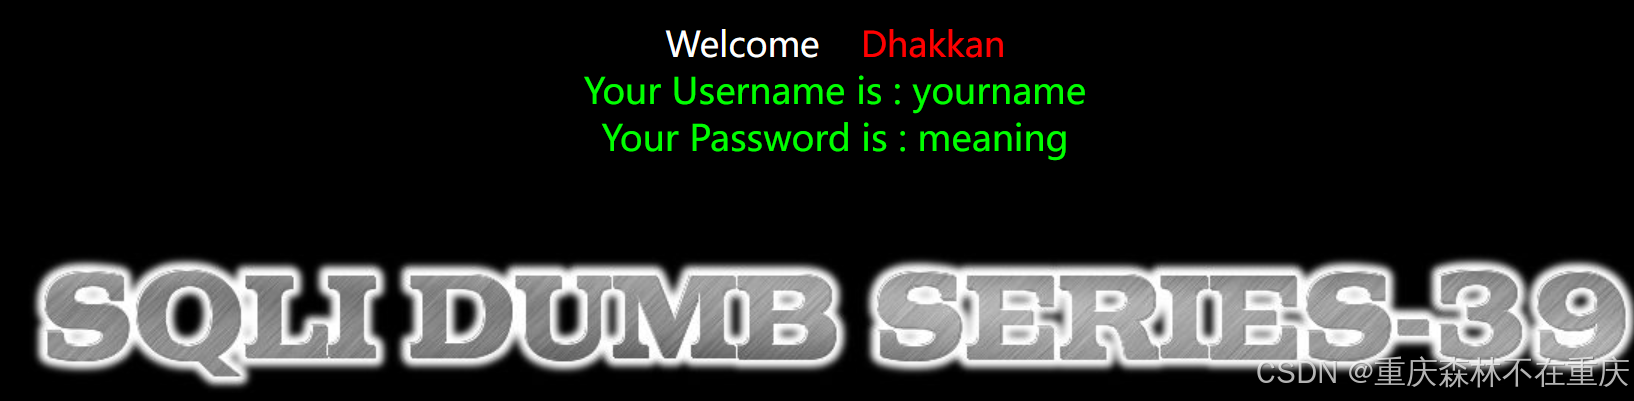 Welcome Dhakkan
Your Username is : yourname
Your Password is : meaning
SQLI DUMB SERIES-39
CSDN @重庆森林不在重庆